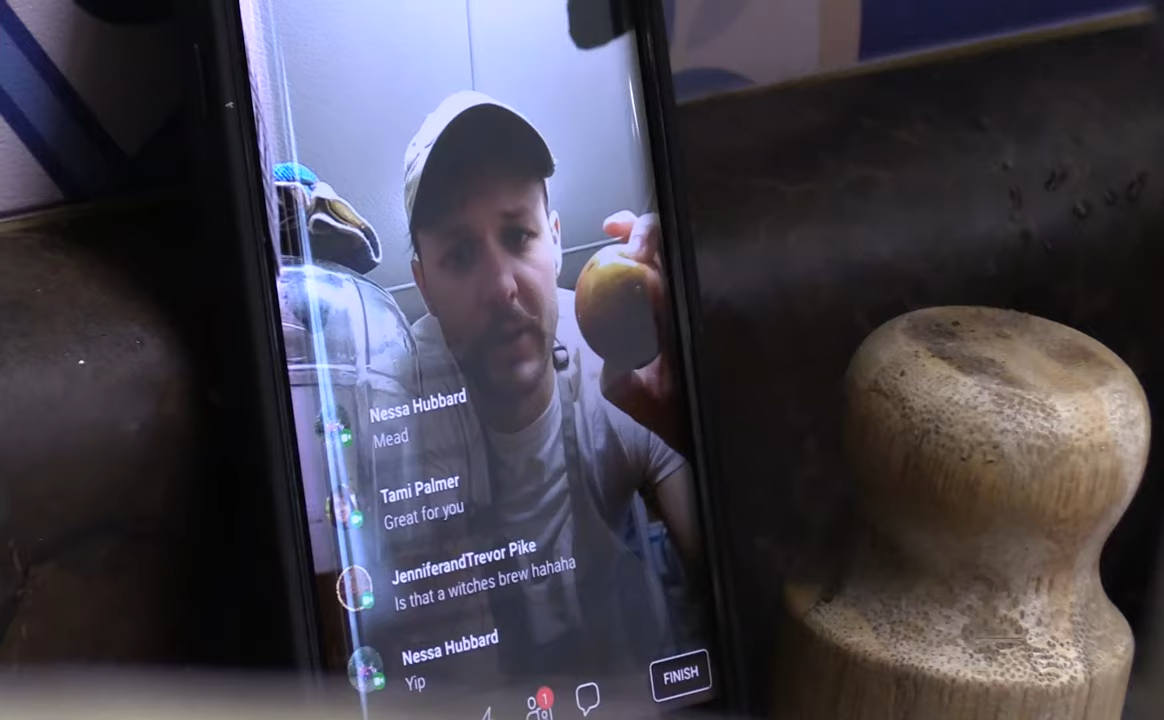 Nessa Hubbard
Mead
Tami Palmer
Great for you
JenniferandTrevor Pike
Is that a witches brew hahaha
Nessa Hubbard
Yip
1
FINISH